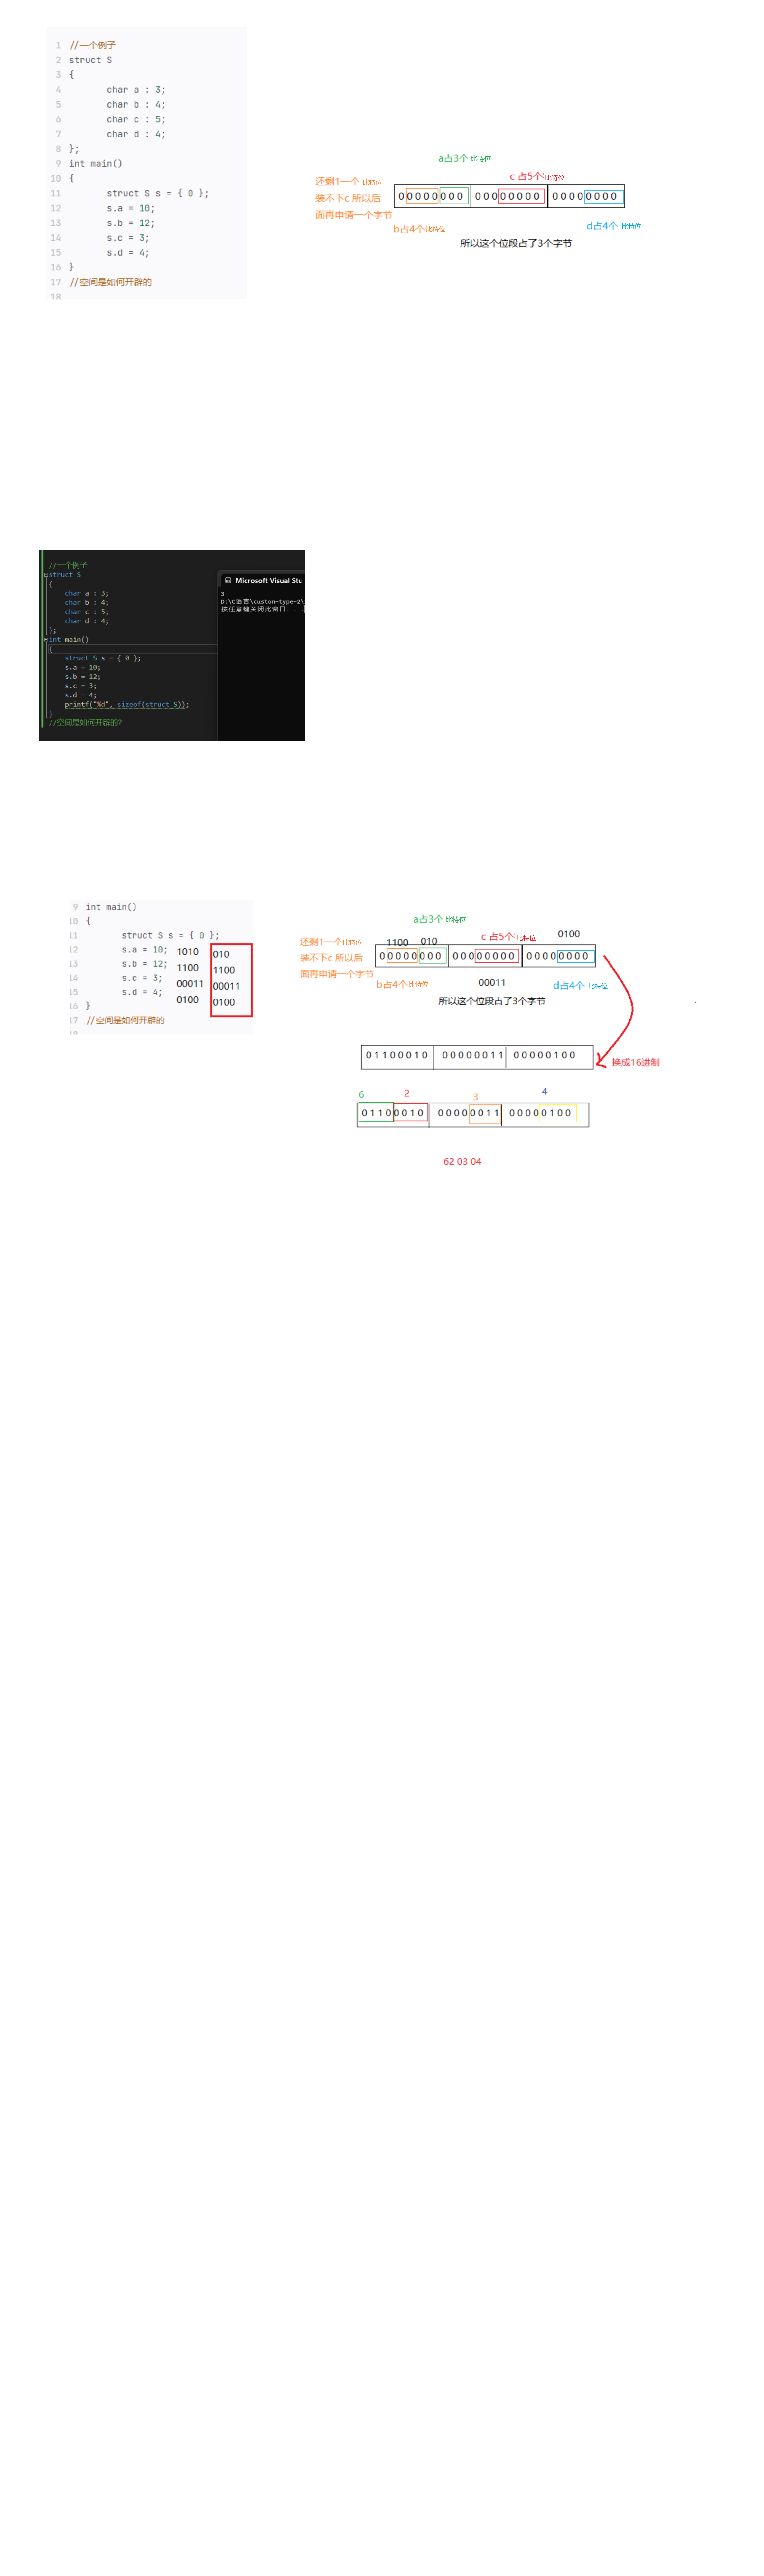 1 //一个例子
2 struct S
3 {
4 char a : 3;
5 char b : 4;
6 char c : 5;
7 char d : 4;
8 };
9 int main()
10 {
11 struct S s = { 0 };
12 s.a = 10;
13 s.b = 12;
14 s.c = 3;
15 s.d = 4;
16 }
17 //空间是如何开辟的
18
a占3个 比特位
c 占5个:比特位
还剩1一个 比特位
装不下c 所以后
面再申请一个字节
0 0 0 0 0 0 0 0 0 0 0 0 0 0 0 0 0 0 0 0 0 0 0 0
b占4个比特位
d占4个 比特位
所以这个位段占了3个字节
//一个例子
struct S
{
char a : 3;
char b : 4;
char c : 5;
char d : 4;
};
int main()
{
struct S s = { 0 };
s.a = 10;
s.b = 12;
s.c = 3;
s.d = 4;
printf("%d", sizeof(struct S));
}
//空间是如何开辟的?
Microsoft Visual Stu
3
D:\C语言\custon-type-2\
按任意键关闭此窗口. . .
9 int main()
10 {
11 struct S s = { 0 };
12 s.a = 10; 1010 010
13 s.b = 12; 1100 1100
14 s.c = 3; 00011 00011
15 s.d = 4; 0100 0100
16 }
17 //空间是如何开辟的
a占3个 比特位
还剩1一个比特位
装不下c 所以后
面再申请一个字节
1100 010
c 占5个:比特位
0100
0 0 0 0 0 0 0 0 0 0 0 0 0 0 0 0 0 0 0 0 0 0 0 0
b占4个比特位
00011
d占4个 比特位
所以这个位段占了3个字节
0 1 1 0 0 0 1 0 0 0 0 0 0 0 1 1 0 0 0 0 0 1 0 0
换成16进制
6 2 3 4
0 1 1 0 0 0 1 0 0 0 0 0 0 0 1 1 0 0 0 0 0 1 0 0
62 03 04